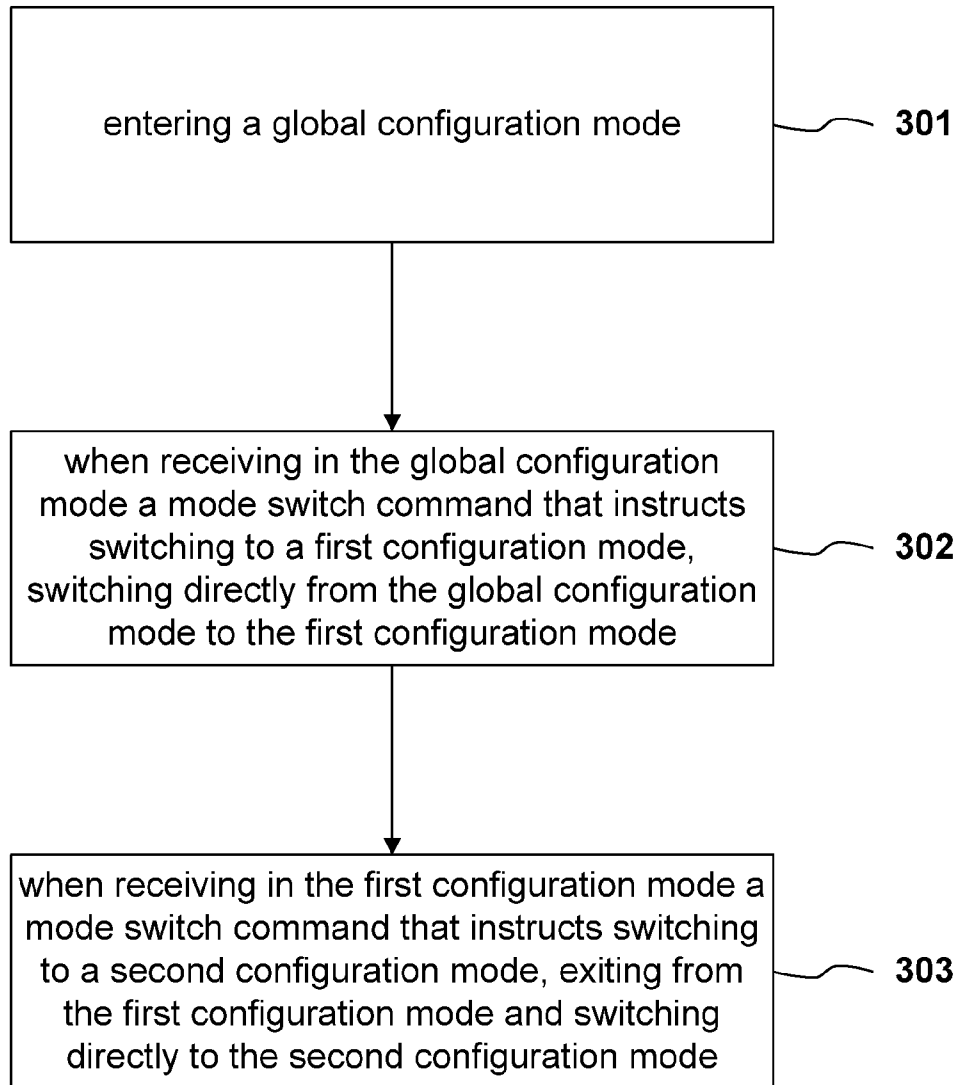 entering a global configuration mode
301
when receiving in the global configuration
mode a mode switch command that instructs
switching to a first configuration mode,
switching directly from the global configuration
mode to the first configuration mode
302
when receiving in the first configuration mode a
mode switch command that instructs switching
to a second configuration mode, exiting from
the first configuration mode and switching
directly to the second configuration mode
303